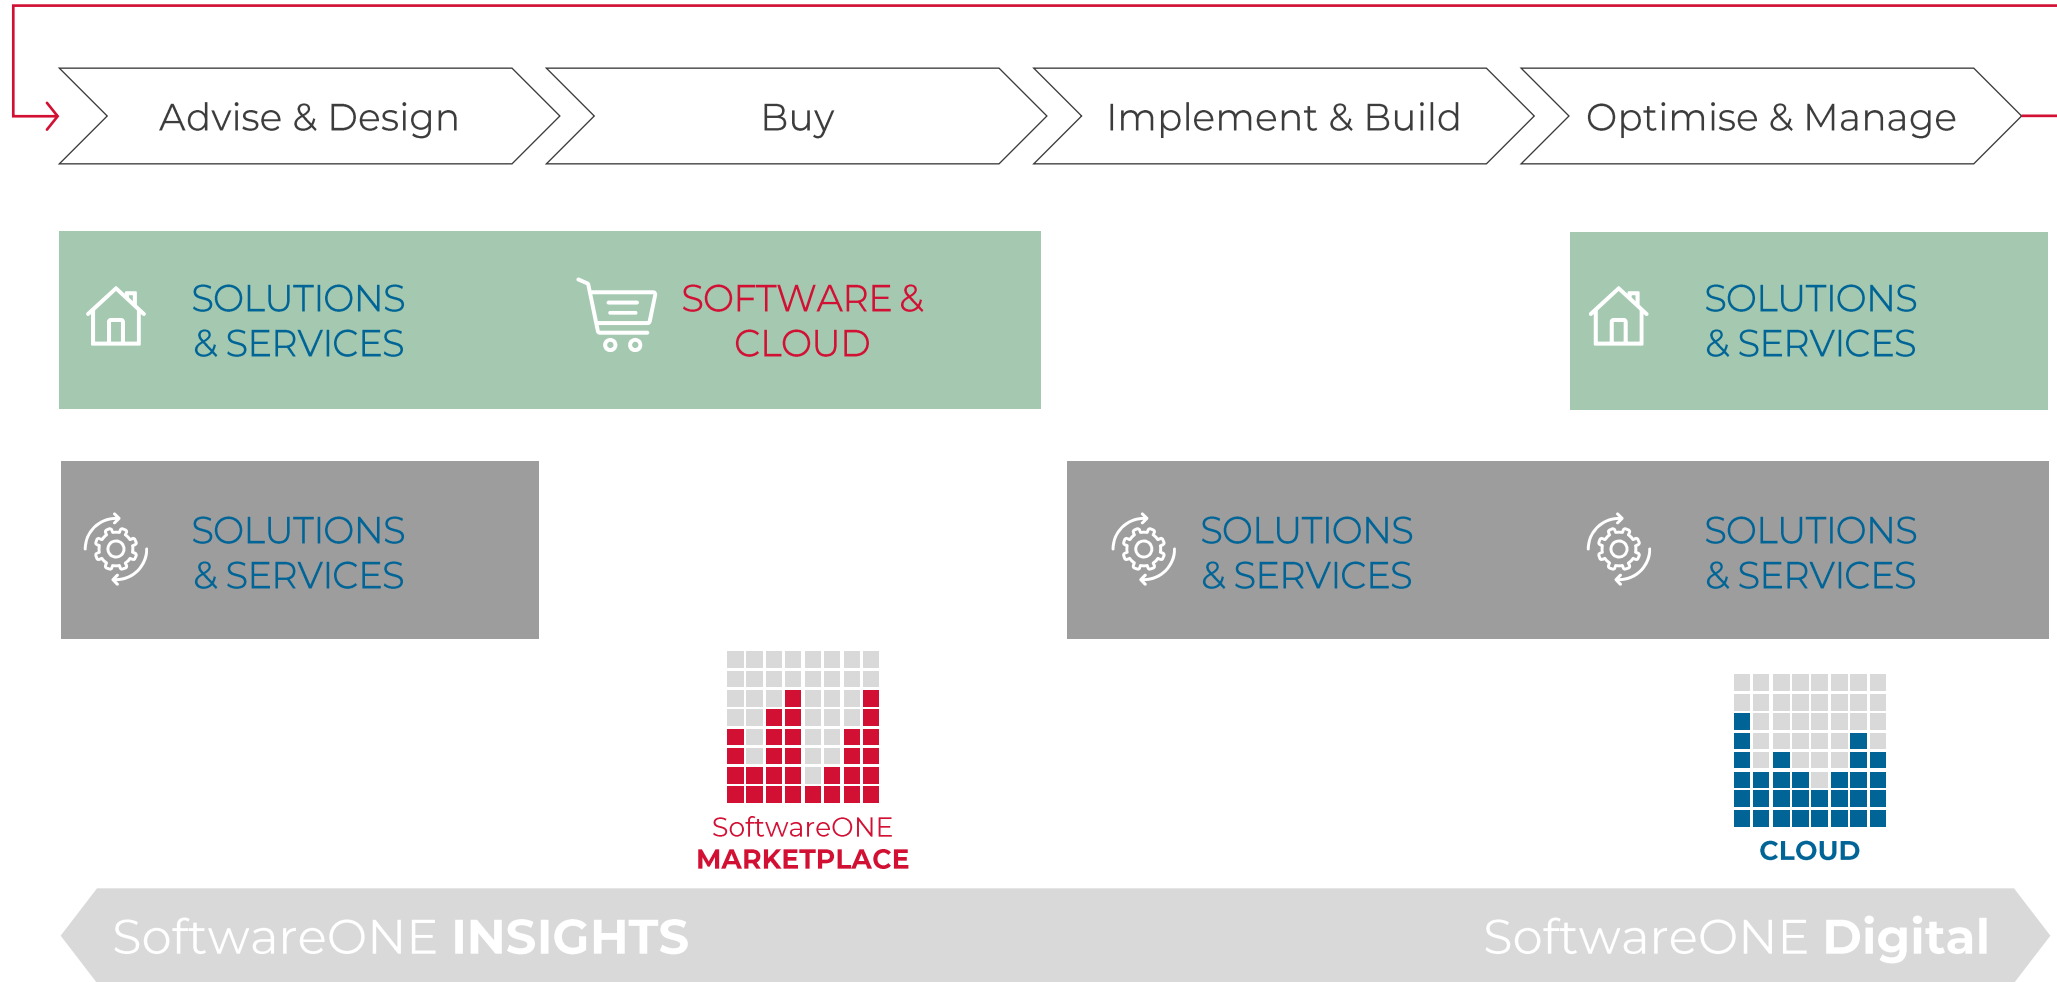 Advise & Design
Buy
Implement & Build
Optimise & Manage
SOLUTIONS
& SERVICES
SOFTWARE &
CLOUD
SOLUTIONS
& SERVICES
SOLUTIONS
& SERVICES
SOLUTIONS
& SERVICES
SOLUTIONS
& SERVICES
SoftwareONE
MARKETPLACE
CLOUD
SoftwareONE INSIGHTS
SoftwareONE Digital